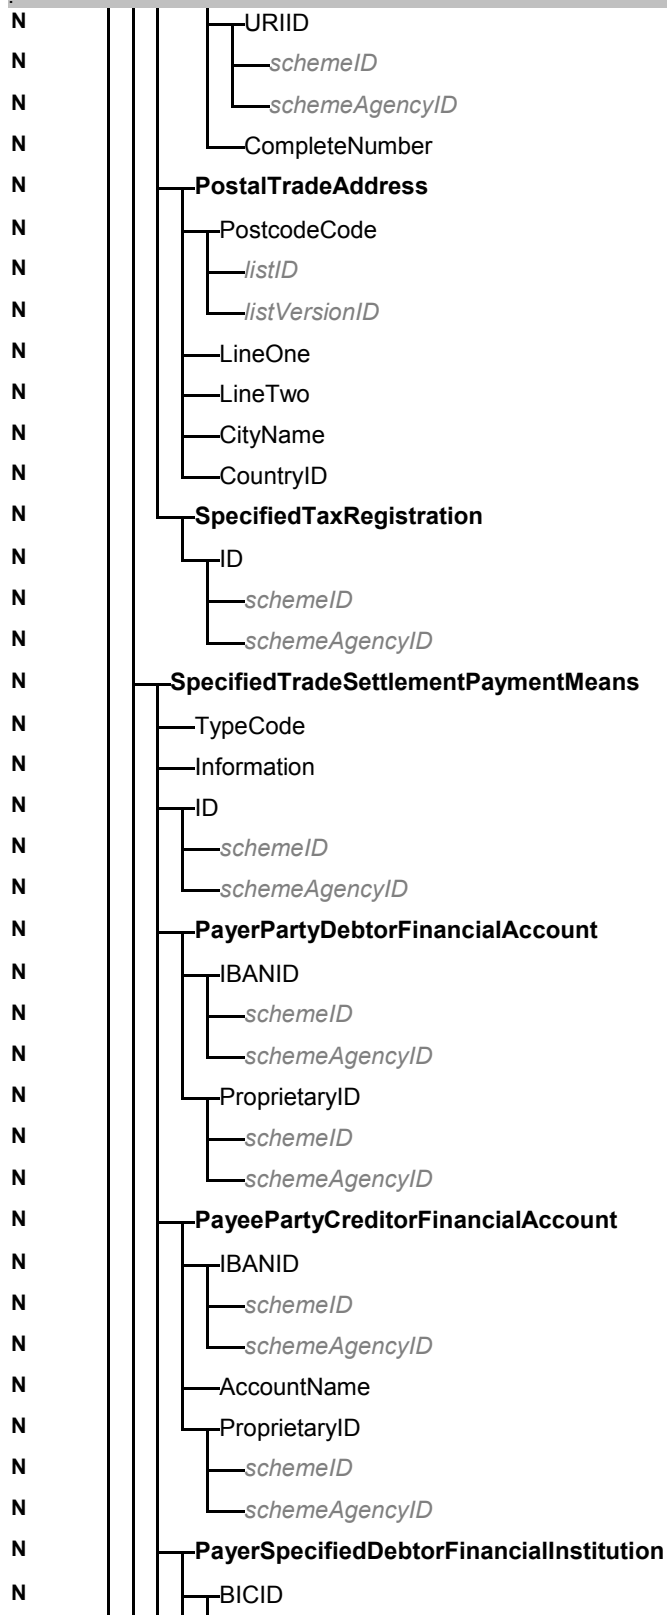 N URIID
N schemeID
N schemeAgencyID
N CompleteNumber
N PostalTradeAddress
N PostcodeCode
N listID
N listVersionID
N LineOne
N LineTwo
N CityName
N CountryID
N SpecifiedTaxRegistration
N ID
N schemeID
N schemeAgencyID
N SpecifiedTradeSettlementPaymentMeans
N TypeCode
N Information
N ID
N schemeID
N schemeAgencyID
N PayerPartyDebtorFinancialAccount
N IBANID
N schemeID
N schemeAgencyID
N ProprietaryID
N schemeID
N schemeAgencyID
N PayeePartyCreditorFinancialAccount
N IBANID
N schemeID
N schemeAgencyID
N AccountName
N ProprietaryID
N schemeID
N schemeAgencyID
N PayerSpecifiedDebtorFinancialInstitution
N BICID